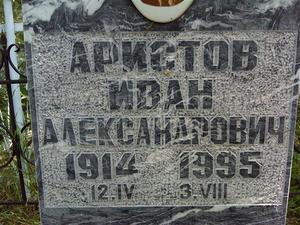 АРИСТОВ
ИВАН
АЛЕКСАНДРОВИЧ
1914 1995
12.IV 3.VIII